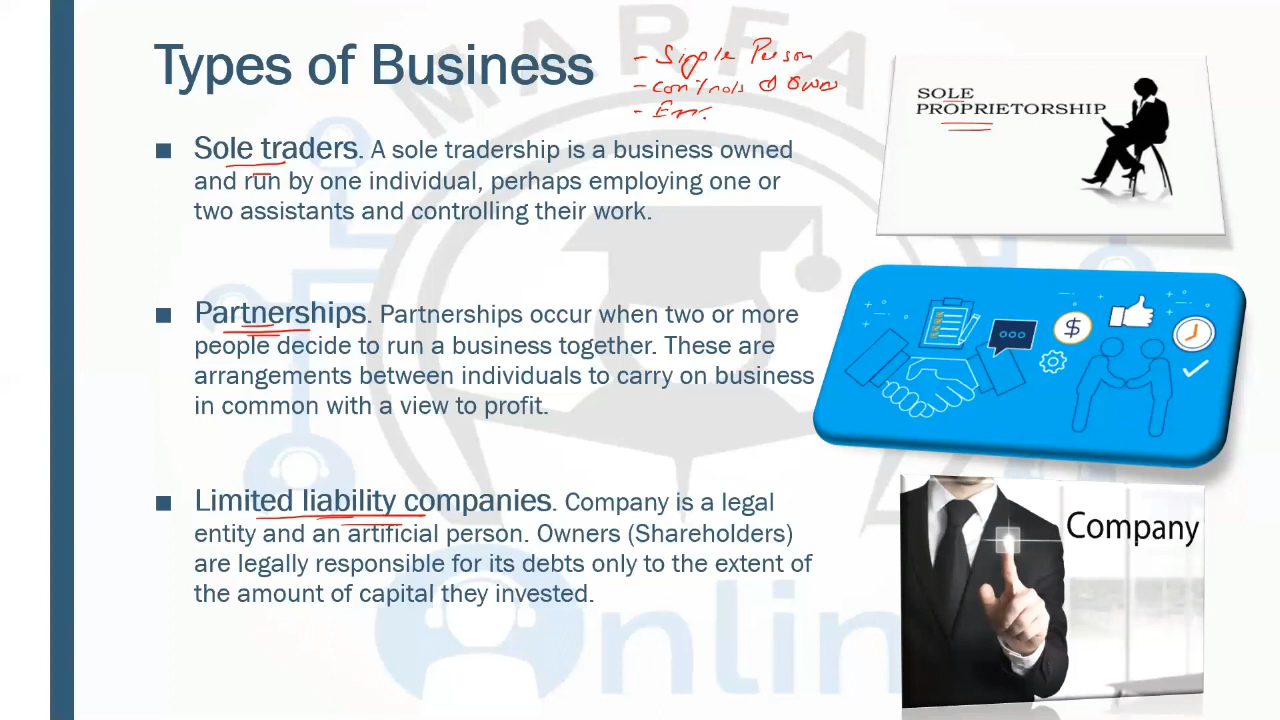 Types of Business
- Single Person
- Controls & Owns
■ Sole traders. A sole tradership is a business owned
and run by one individual, perhaps employing one or
two assistants and controlling their work.
■ Partnerships. Partnerships occur when two or more
people decide to run a business together. These are
arrangements between individuals to carry on business
in common with a view to profit.
■ Limited liability companies. Company is a legal
entity and an artificial person. Owners (Shareholders)
are legally responsible for its debts only to the extent of
the amount of capital they invested.
SOLE
PROPRIETORSHIP
$
Company
MARFA